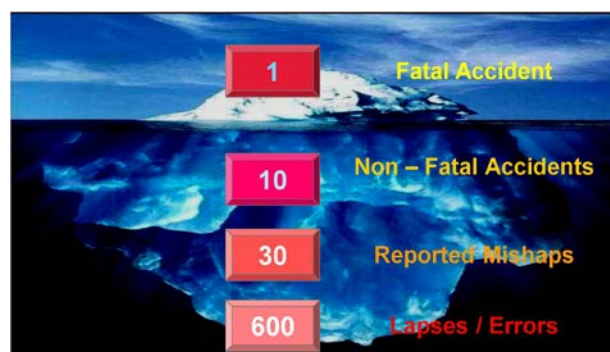 1 Fatal Accident
10 Non – Fatal Accidents
30 Reported Mishaps
600 Lapses / Errors